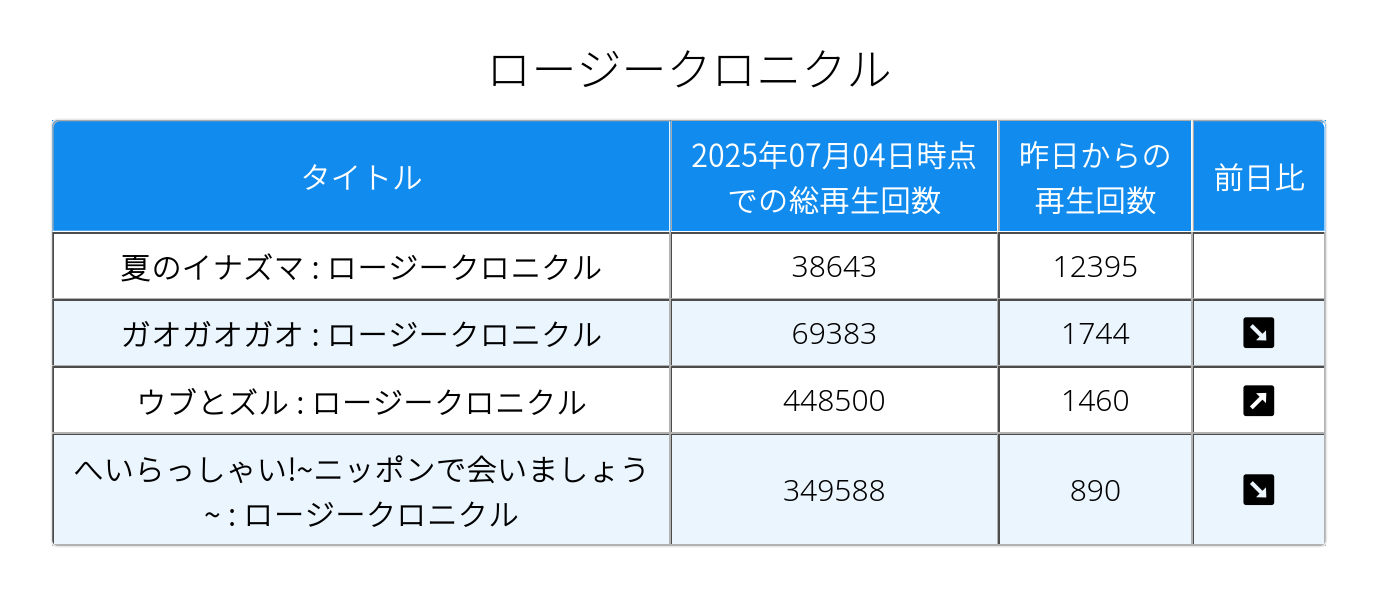 ロージークロニクル
タイトル
2025年07月04日時点
での総再生回数
昨日からの
再生回数
前日比
夏のイナズマ : ロージークロニクル
38643
12395
ガオガオガオ : ロージークロニクル
69383
1744
ウブとズル : ロージークロニクル
448500
1460
へいらっしゃい!~ニッポンで会いましょう
~ : ロージークロニクル
349588
890